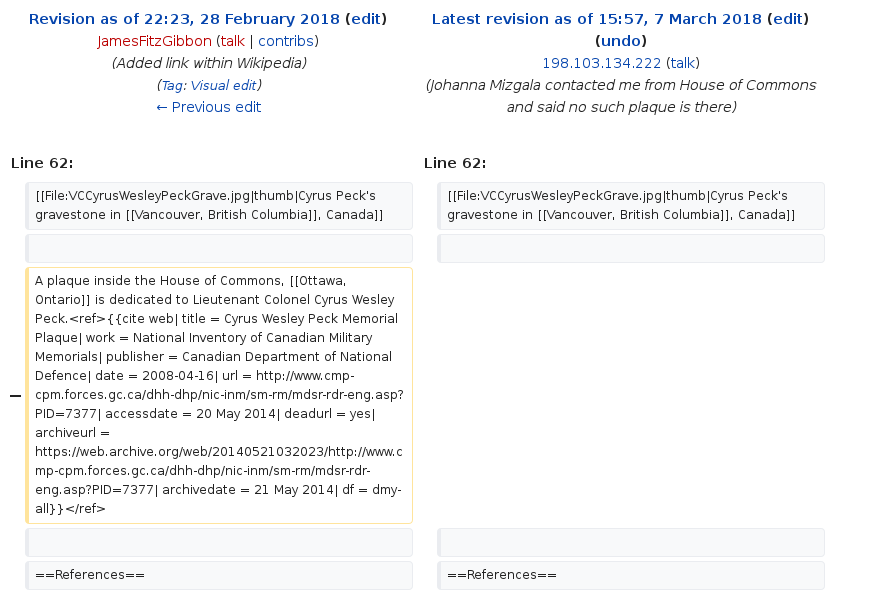 Revision as of 22:23, 28 February 2018 (edit)
JamesFitzGibbon (talk | contribs)
(Added link within Wikipedia)
(Tag: Visual edit)
← Previous edit
Latest revision as of 15:57, 7 March 2018 (edit)
(undo)
198.103.134.222 (talk)
(Johanna Mizgala contacted me from House of Commons
and said no such plaque is there)
Line 62:
Line 62:
[[File:VCCyrusWesleyPeckGrave.jpg|thumb|Cyrus Peck's
gravestone in [[Vancouver, British Columbia]], Canada]]
[[File:VCCyrusWesleyPeckGrave.jpg|thumb|Cyrus Peck's
gravestone in [[Vancouver, British Columbia]], Canada]]
−
A plaque inside the House of Commons, [[Ottawa,
Ontario]] is dedicated to Lieutenant Colonel Cyrus Wesley
Peck.<ref>{{cite web| title = Cyrus Wesley Peck Memorial
Plaque| work = National Inventory of Canadian Military
Memorials| publisher = Canadian Department of National
Defence| date = 2008-04-16| url = http://www.cmp-
cpm.forces.gc.ca/dhh-dhp/nic-inm/sm-rm/mdsr-rdr-eng.asp?
PID=7377| accessdate = 20 May 2014| deadurl = yes|
archiveurl =
https://web.archive.org/web/20140521032023/http://www.c
mp-cpm.forces.gc.ca/dhh-dhp/nic-inm/sm-rm/mdsr-rdr-
eng.asp?PID=7377| archivedate = 21 May 2014| df = dmy-
all}}</ref>
==References==
==References==